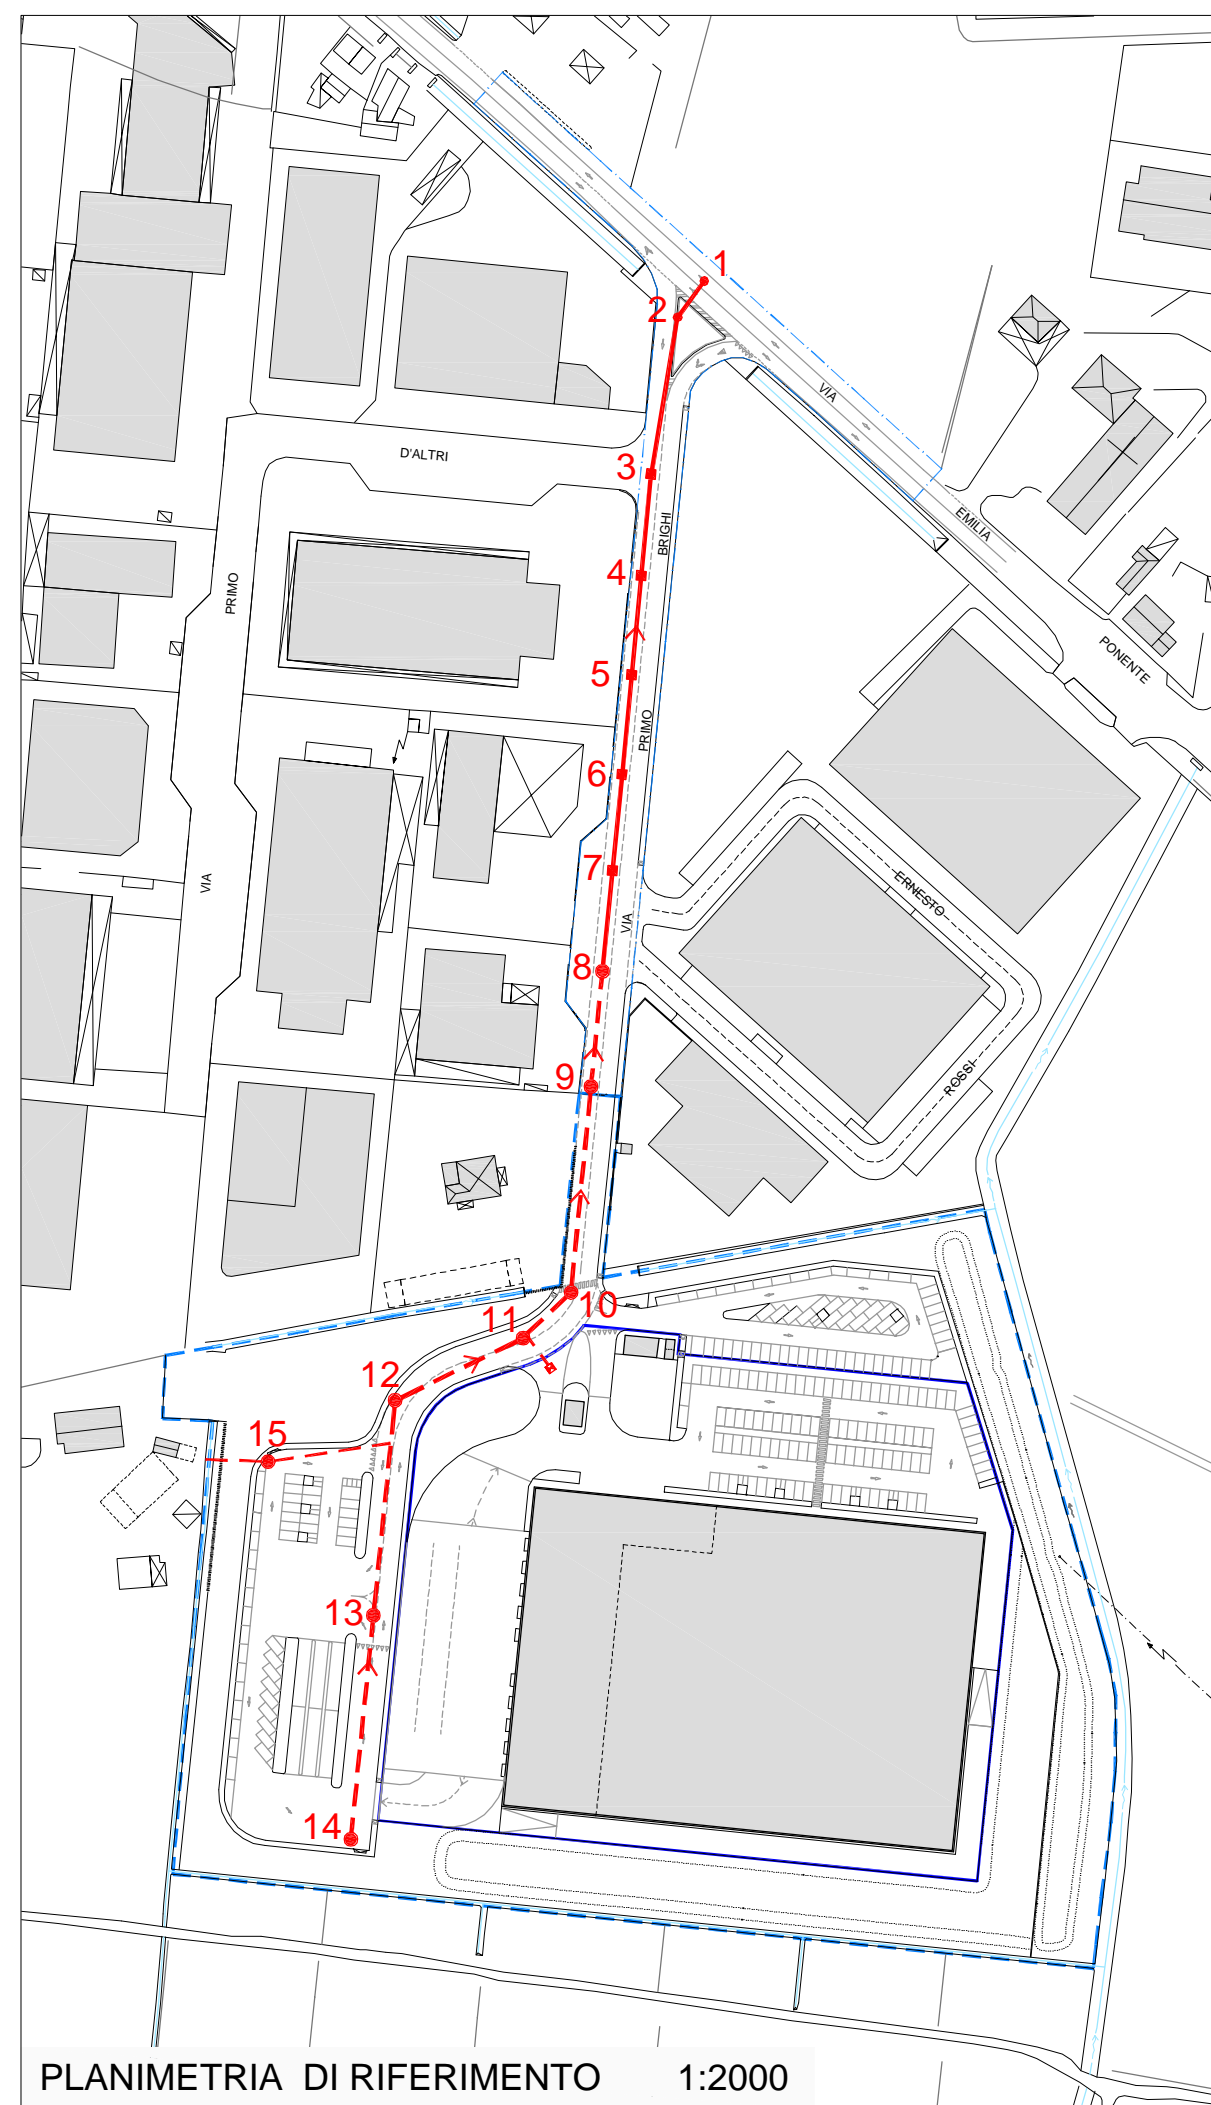 1
2
VIA
D'ALTRI
3
EMILIA
BRIGHI
4
PRIMO
PONENTE
5
PRIMO
6
7
VIA
ERNESTO
VIA
8
ROSSI
9
10
11
12
15
13
14
PLANIMETRIA DI RIFERIMENTO 1:2000